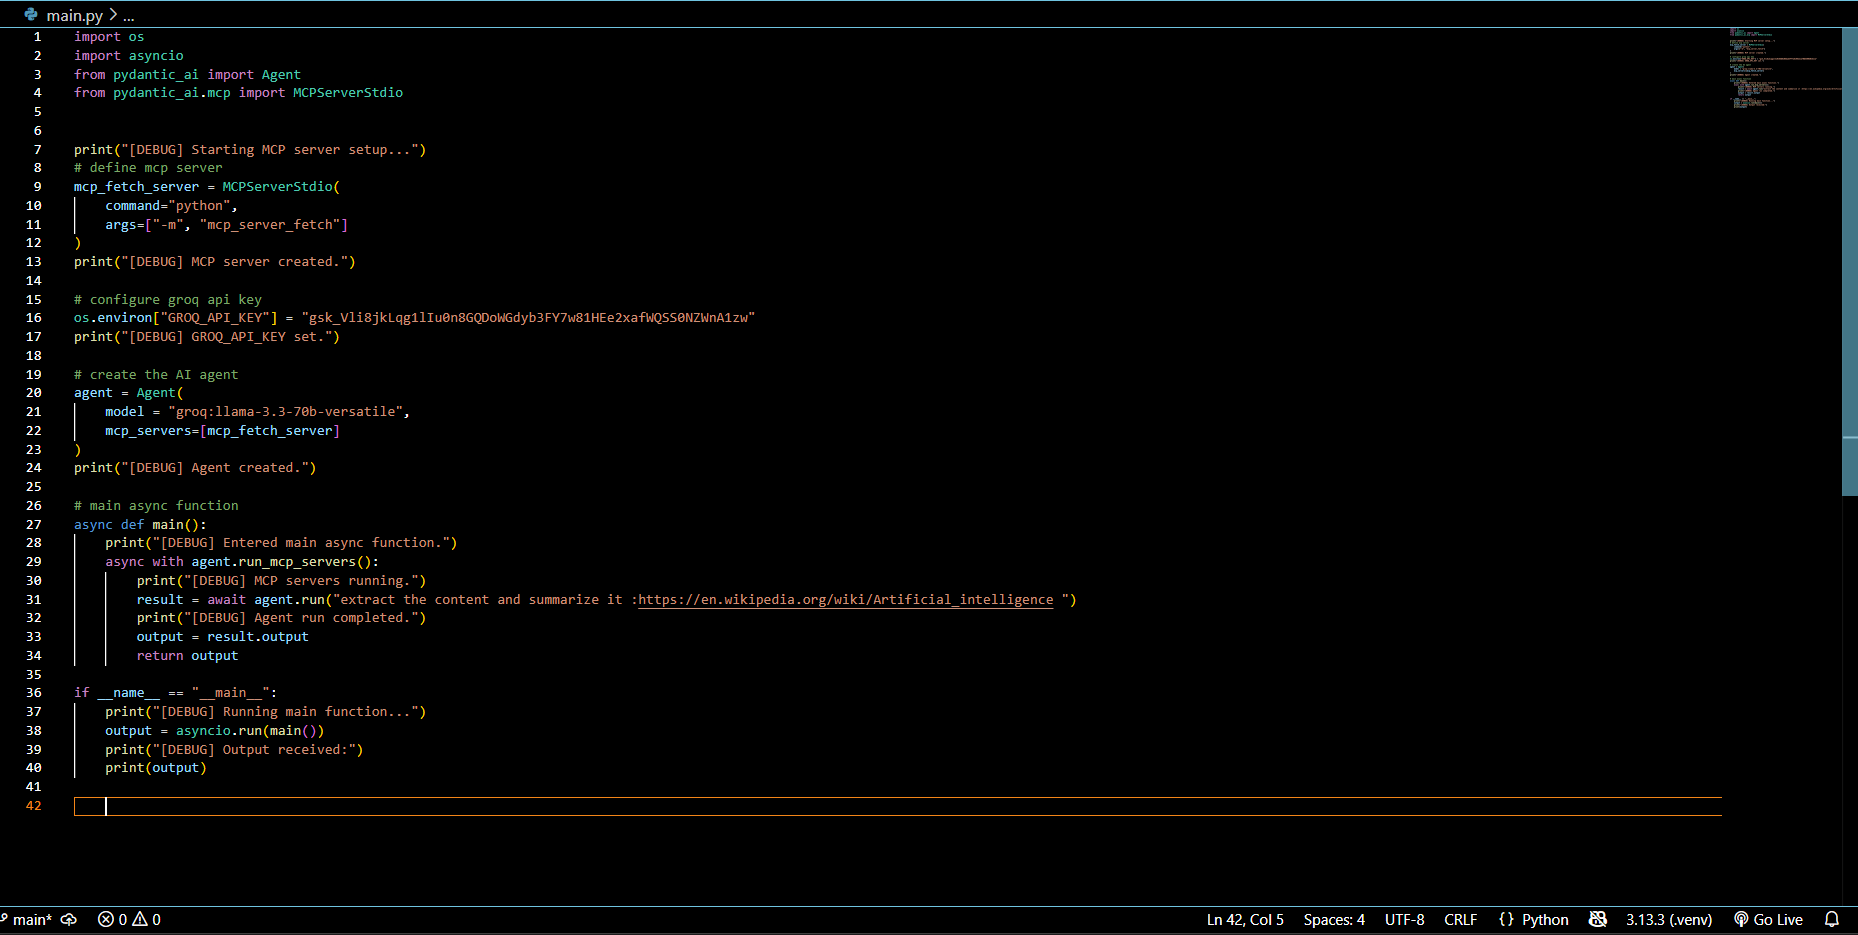 main.py > ...
1 import os
2 import asyncio
3 from pydantic_ai import Agent
4 from pydantic_ai.mcp import MCPServerStdio
5
6
7 print("[DEBUG] Starting MCP server setup...")
8 # define mcp server
9 mcp_fetch_server = MCPServerStdio(
10     command="python",
11     args=["-m", "mcp_server_fetch"]
12 )
13 print("[DEBUG] MCP server created.")
14
15 # configure groq api key
16 os.environ["GROQ_API_KEY"] = "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"
17 print("[DEBUG] GROQ_API_KEY set.")
18
19 # create the AI agent
20 agent = Agent(
21     model = "groq:llama-3.3-70b-versatile",
22     mcp_servers=[mcp_fetch_server]
23 )
24 print("[DEBUG] Agent created.")
25
26 # main async function
27 async def main():
28     print("[DEBUG] Entered main async function.")
29     async with agent.run_mcp_servers():
30         print("[DEBUG] MCP servers running.")
31         result = await agent.run("extract the content and summarize it :https://en.wikipedia.org/wiki/Artificial_intelligence ")
32         print("[DEBUG] Agent run completed.")
33         output = result.output
34         return output
35
36 if __name__ == "__main__":
37     print("[DEBUG] Running main function...")
38     output = asyncio.run(main())
39     print("[DEBUG] Output received:")
40     print(output)
41
42
main* 0 0 Ln 42, Col 5 Spaces: 4 UTF-8 CRLF {} Python 3.13.3 (.venv) Go Live